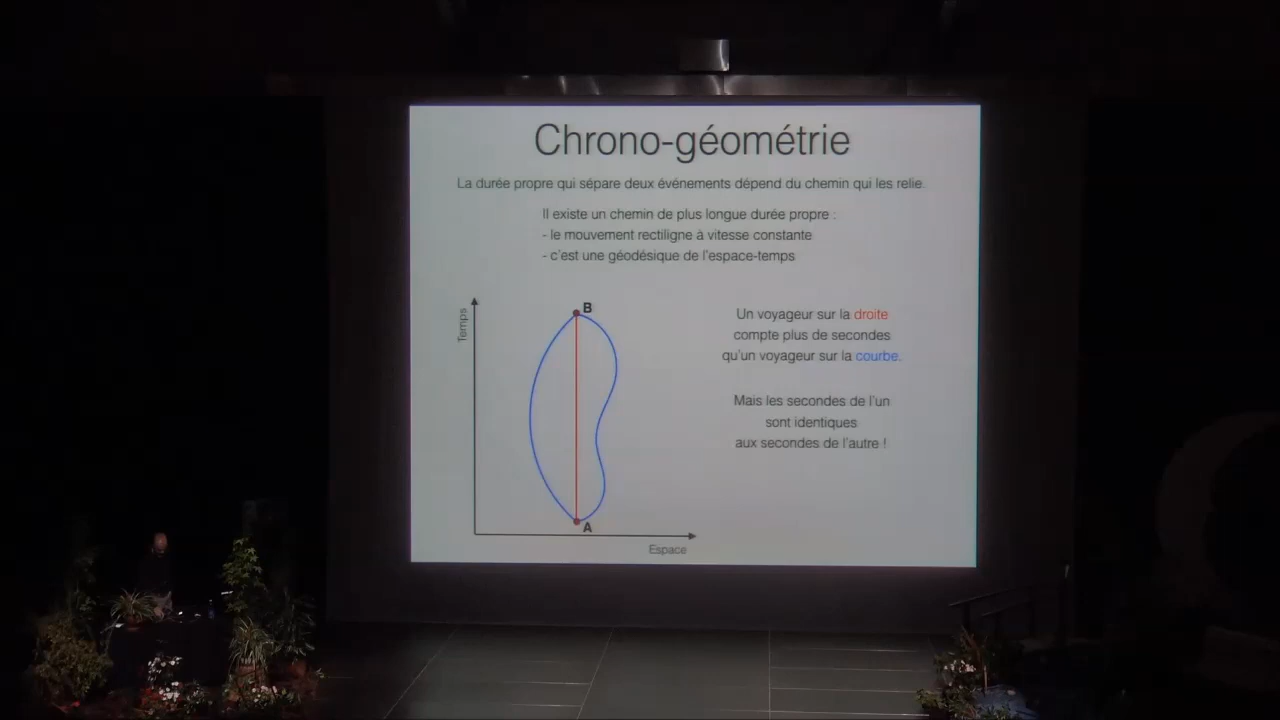 Chrono-géométrie
La durée propre qui sépare deux événements dépend du chemin qui les relie.
Il existe un chemin de plus longue durée propre :
- le mouvement rectiligne à vitesse constante
- c'est une géodésique de l'espace-temps
Temps
B
A
Espace
Un voyageur sur la droite
compte plus de secondes
qu'un voyageur sur la courbe.
Mais les secondes de l'un
sont identiques
aux secondes de l'autre !